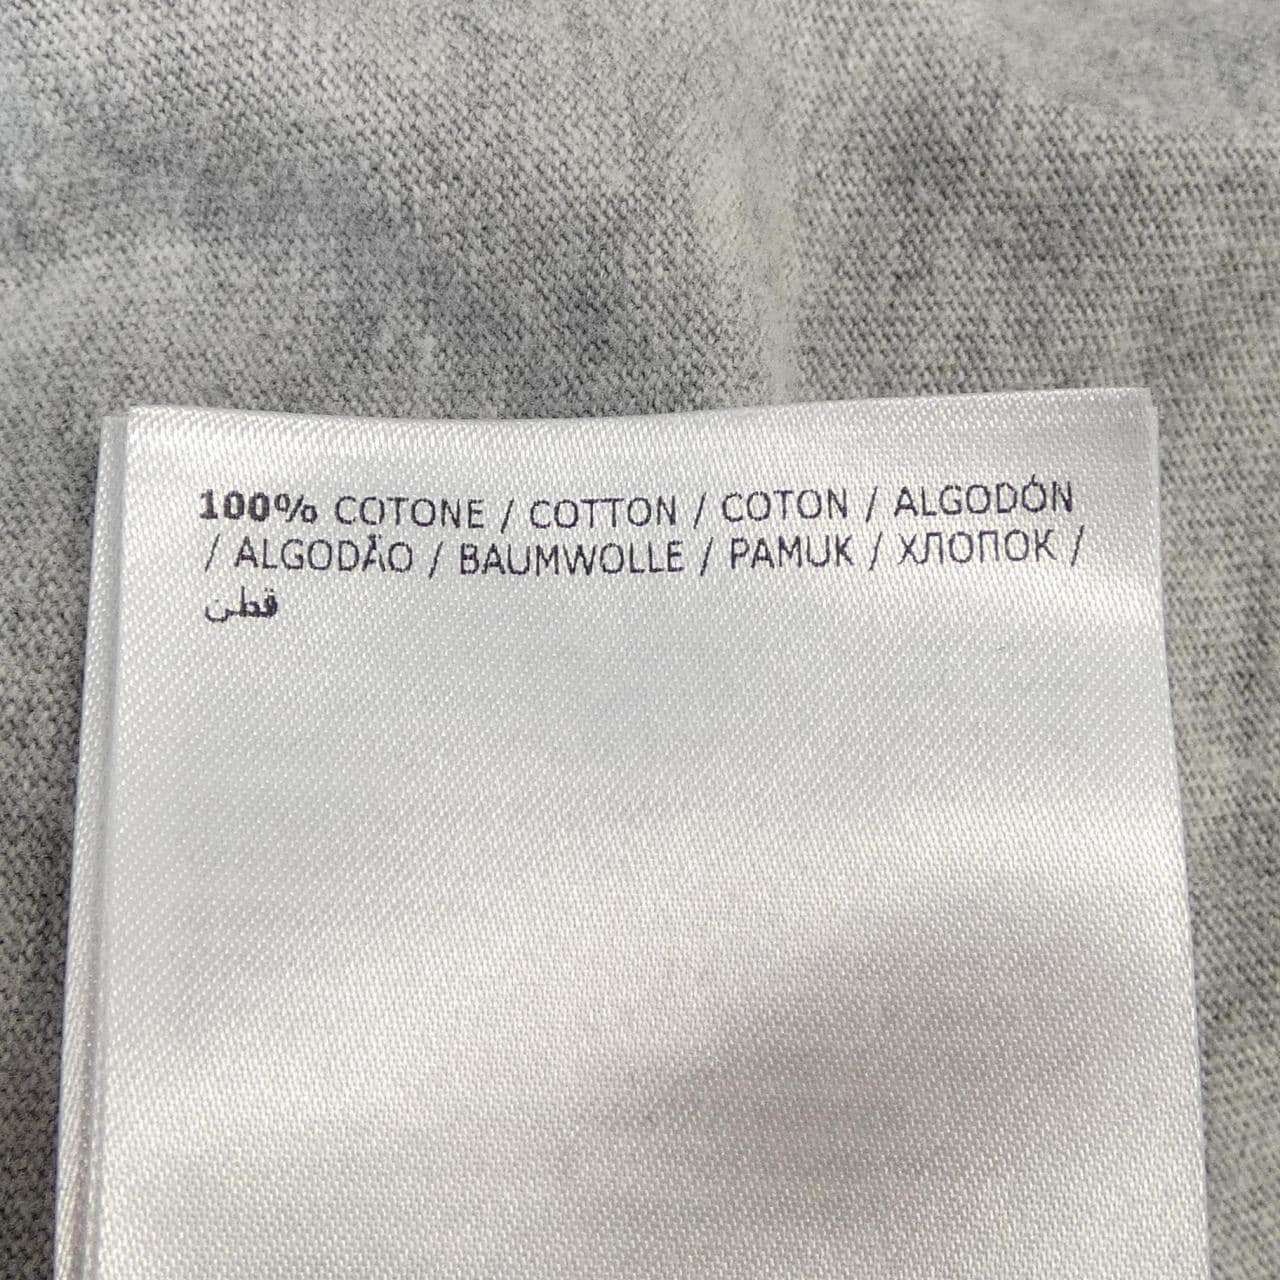 100% COTONE / COTTON / COTON / ALGODÓN
/ ALGODÃO / BAUMWOLLE / PAMUK / ХЛОПОК /
قطن